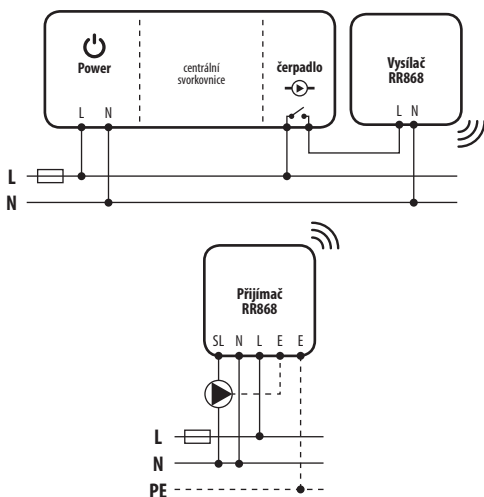 Power
centrální
svorkovnice
čerpadlo
Vysílač
RR868
L N
L N
L
N
Přijímač
RR868
SL N L E E
L
N
PE